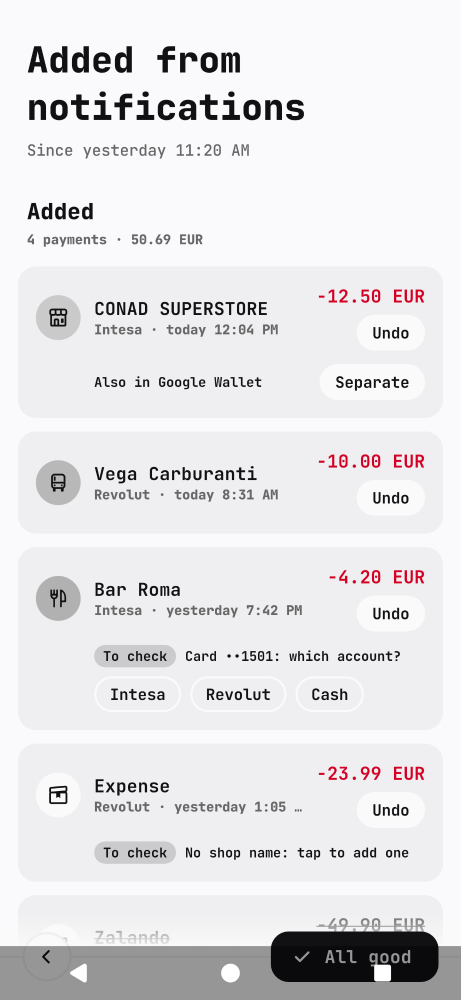 Added from
notifications
Since yesterday 11:20 AM
Added
4 payments · 50.69 EUR
CONAD SUPERSTORE
-12.50 EUR
Intesa · today 12:04 PM
Undo
Also in Google Wallet
Separate
Vega Carburanti
-10.00 EUR
Revolut · today 8:31 AM
Undo
Bar Roma
-4.20 EUR
Intesa · yesterday 7:42 PM
Undo
To check Card ••1501: which account?
Intesa Revolut Cash
Expense
-23.99 EUR
Revolut · yesterday 1:05 …
Undo
To check No shop name: tap to add one
Zalando
-49.90 EUR
All good